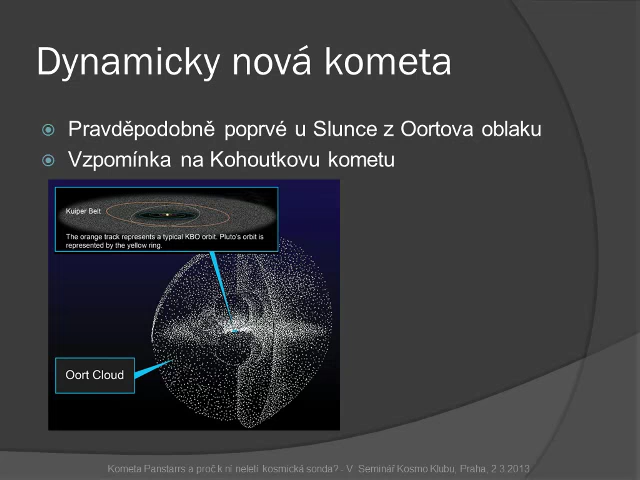 Dynamicky nová kometa
Pravděpodobně poprvé u Slunce z Oortova oblaku
Vzpomínka na Kohoutkovu kometu
Kuiper Belt
The orange track represents a typical KBO orbit. Pluto's orbit is
represented by the yellow ring.
Oort Cloud
Kometa Panstarrs a proč k ní neletí kosmická sonda? - V. Seminář Kosmo Klubu, Praha, 2.3.2013